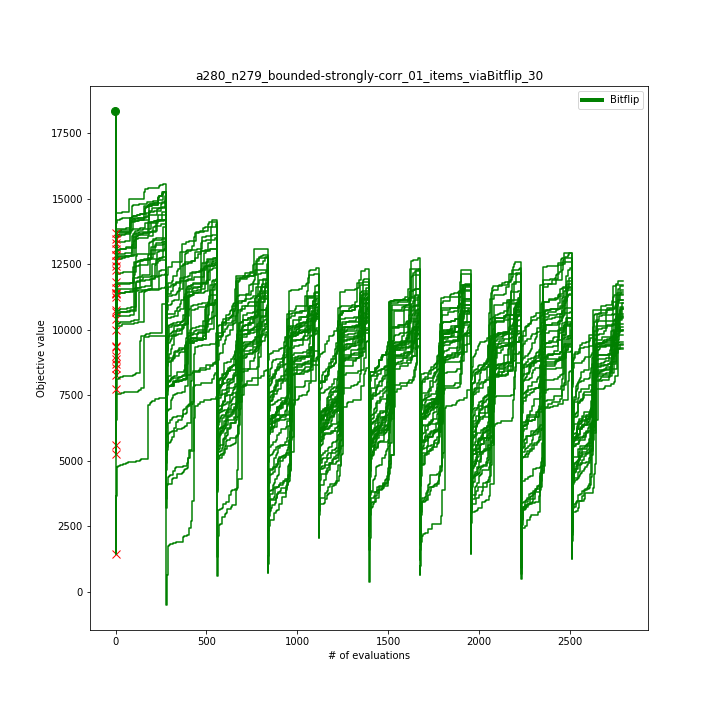 a280_n279_bounded-strongly-corr_01_items_viaBitflip_30
Bitflip
17500
15000
12500
10000
7500
5000
2500
0
Objective value
0 500 1000 1500 2000 2500
# of evaluations